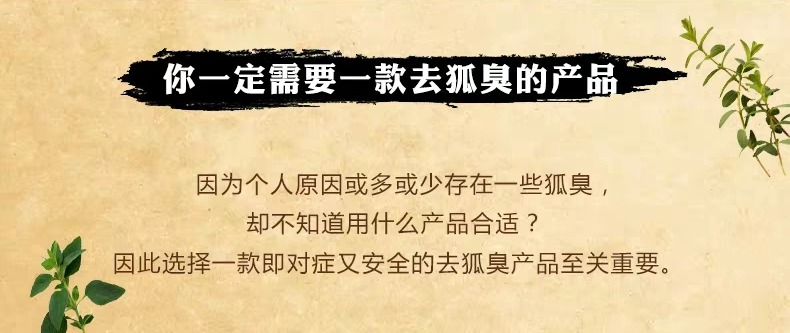 你一定需要一款去狐臭的产品
因为个人原因或多或少存在一些狐臭，
却不知道用什么产品合适？
因此选择一款即对症又安全的去狐臭产品至关重要。